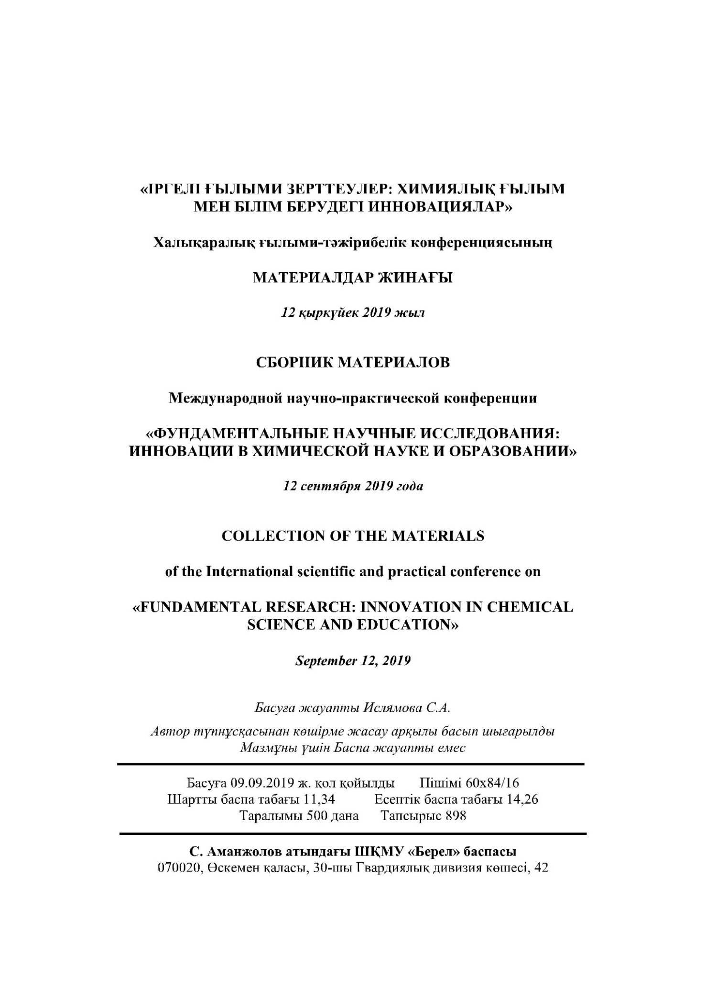 «ІРГЕЛІ ҒЫЛЫМИ ЗЕРТТЕУЛЕР: ХИМИЯЛЫҚ ҒЫЛЫМ
МЕН БІЛІМ БЕРУДЕГІ ИННОВАЦИЯЛАР»
Халықаралық ғылыми-тәжірибелік конференциясының
МАТЕРИАЛДАР ЖИНАҒЫ
12 қыркүйек 2019 жыл
СБОРНИК МАТЕРИАЛОВ
Международной научно-практической конференции
«ФУНДАМЕНТАЛЬНЫЕ НАУЧНЫЕ ИССЛЕДОВАНИЯ:
ИННОВАЦИИ В ХИМИЧЕСКОЙ НАУКЕ И ОБРАЗОВАНИИ»
12 сентября 2019 года
COLLECTION OF THE MATERIALS
of the International scientific and practical conference on
«FUNDAMENTAL RESEARCH: INNOVATION IN CHEMICAL
SCIENCE AND EDUCATION»
September 12, 2019
Басуға жауапты Ислямова С.А.
Автор түпнұсқасынан көшірме жасау арқылы басып шығарылды
Мазмұны үшін Баспа жауапты емес
Басуға 09.09.2019 ж. қол қойылды Пішімі 60х84/16
Шартты баспа табағы 11,34 Есептік баспа табағы 14,26
Таралымы 500 дана Тапсырыс 898
С. Аманжолов атындағы ШҚМУ «Берел» баспасы
070020, Өскемен қаласы, 30-шы Гвардиялық дивизия көшесі, 42